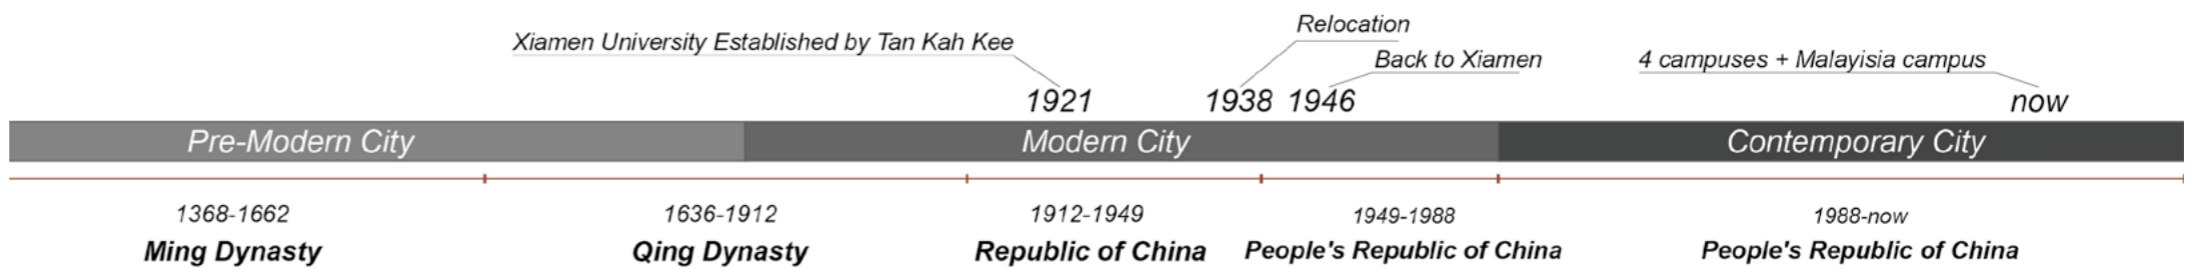 Relocation
Xiamen University Established by Tan Kah Kee
Back to Xiamen
4 campuses + Malayisia campus
1921
1938
1946
now
Pre-Modern City
Modern City
Contemporary City
1368-1662
1636-1912
1912-1949
1949-1988
1988-now
Ming Dynasty
Qing Dynasty
Republic of China
People's Republic of China
People's Republic of China